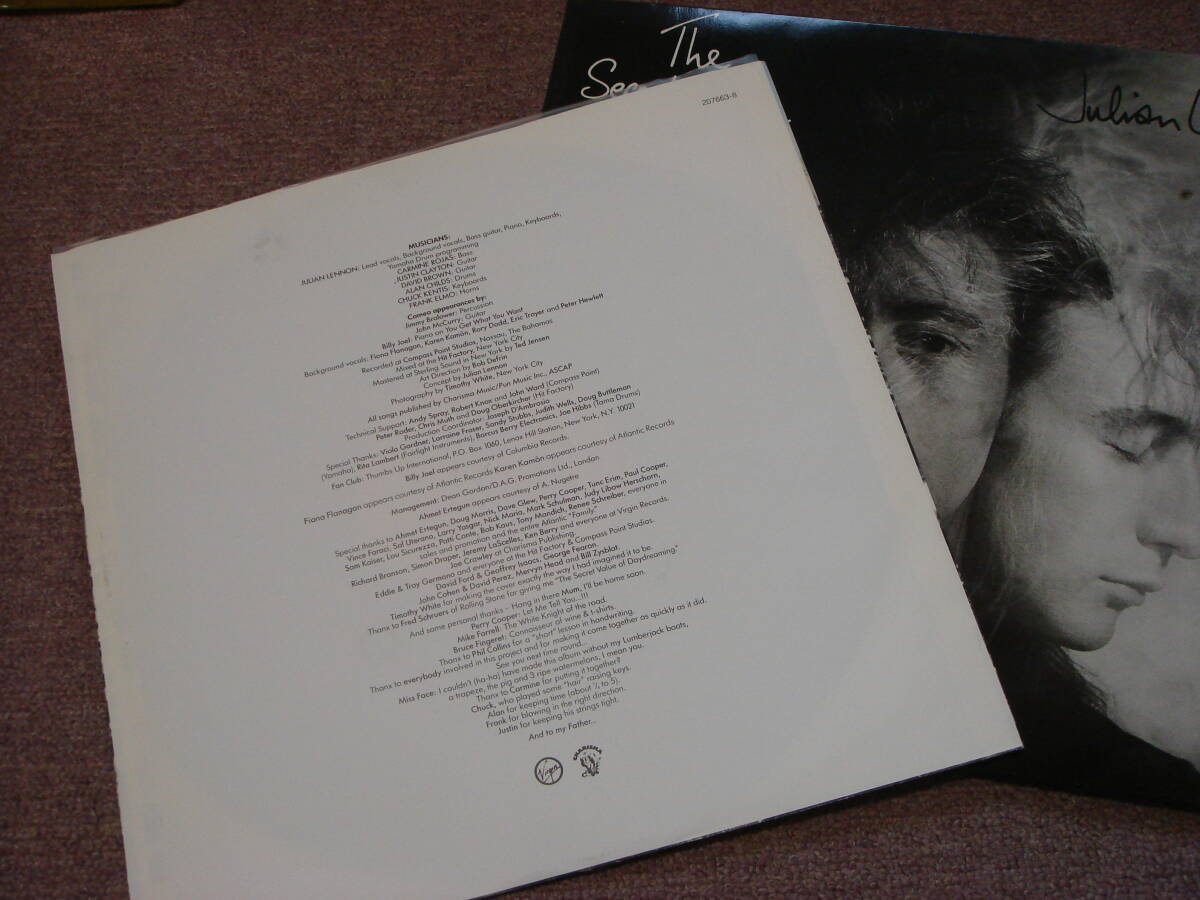 The
Julian
207663-8
MUSICIANS:
JULIAN LENNON: Lead vocals, Background vocals, Bass guitar, Piano, Keyboards,
Yamaha Drum programming
CARMINE ROJAS: Bass
JUSTIN CLAYTON: Guitar
DAVID BROWN: Guitar
ALAN CHILDS: Drums
CHUCK KENTIS: Keyboards
FRANK ELMO: Horns
Cameo appearances by:
Jimmy Bralower: Percussion
John McCurry: Guitar
Billy Joel: Piano on You Get What You Want
Background vocals: Fiona Flanagan, Karen Kamōn, Rory Dodd, Eric Troyer and Peter Hewlett
Recorded at Compass Point Studios, Nassau, The Bahamas
Mixed at the Hit Factory, New York City
Mastered at Sterling Sound in New York by Ted Jensen
Art Direction by Bob Defrin
Concept by Julian Lennon
Photography by Timothy White, New York City
All songs published by Charisma Music/Pun Music Inc., ASCAP
Technical Support: Andy Spray, Robert Knox and John Ward (Compass Point)
Peter Roder, Chris Muth and Doug Oberkircher (Hit Factory)
Production Coordinator: Joseph D'Ambrosio
Special Thanks: Viola Gardner, Lorraine Fraser, Sandy Stubbs, Judith Wells, Doug Buttleman
(Yamaha), Rita Lambert (Fairlight Instruments), Barcus Berry Electronics, Joe Hibbs (Tama Drums)
Fan Club: Thumbs Up International, P.O. Box 1060, Lenox Hill Station, New York, N.Y. 10021
Billy Joel appears courtesy of Columbia Records.
Fiona Flanagan appears courtesy of Atlantic Records Karen Kamōn appears courtesy of Atlantic Records
Management: Dean Gordon/D.A.G. Promotions Ltd., London
Ahmet Ertegun appears courtesy of A. Nugetre
Special thanks to Ahmet Ertegun, Doug Morris, Dave Glew, Perry Cooper, Tunc Erim, Paul Cooper,
Vince Faraci, Sal Uterano, Larry Yasgar, Nick Maria, Mark Schulman, Judy Libow Herschorn,
Sam Kaiser, Lou Sicurezza, Patti Conte, Bob Kaus, Tony Mandich, Renee Schreiber, everyone in
sales and promotion and the entire Atlantic "Family."
Richard Branson, Simon Draper, Jeremy LaScelles, Ken Berry and everyone at Virgin Records.
Joe Crawley at Charisma Publishing.
Eddie & Troy Germano and everyone at the Hit Factory & Compass Point Studios.
David Ford & Geoffrey Isaacs, George Fearon.
John Cohen & David Perez, Mervyn Head and Bill Zysblat.
Timothy White for making the cover exactly the way I had imagined it to be.
Thanx to Fred Schruers of Rolling Stone for giving me "The Secret Value of Daydreaming."
And some personal thanks – Hang in there Mum, I'll be home soon.
Perry Cooper: Let Me Tell You...!!!
Mike Farrell: The White Knight of the road.
Bruce Fingeret: Connoisseur of wine & t-shirts.
Thanx to Phil Collins for a "short" lesson in handwriting.
Thanx to everybody involved in this project and for making it come together as quickly as it did.
See you next time round...
Miss Face: I couldn't (ha-ha) have made this album without my Lumberjack boots,
a trapeze, the pig and 3 ripe watermelons, I mean you.
Thanx to Carmine for putting it together?
Chuck, who played some "hair" raising keys.
Alan for keeping time (about ¼ to 5).
Frank for blowing in the right direction.
Justin for keeping his strings tight.
And to my Father...
Virgin
CHARISMA